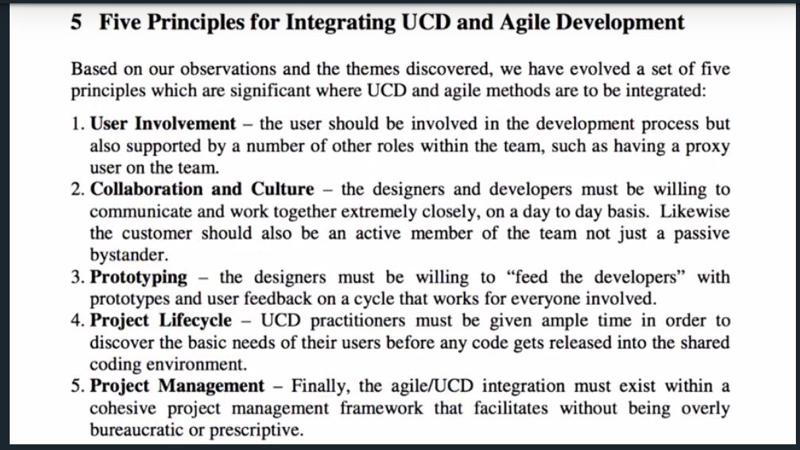 5 Five Principles for Integrating UCD and Agile Development
Based on our observations and the themes discovered, we have evolved a set of five
principles which are significant where UCD and agile methods are to be integrated:
1. User Involvement – the user should be involved in the development process but
also supported by a number of other roles within the team, such as having a proxy
user on the team.
2. Collaboration and Culture – the designers and developers must be willing to
communicate and work together extremely closely, on a day to day basis. Likewise
the customer should also be an active member of the team not just a passive
bystander.
3. Prototyping – the designers must be willing to “feed the developers” with
prototypes and user feedback on a cycle that works for everyone involved.
4. Project Lifecycle – UCD practitioners must be given ample time in order to
discover the basic needs of their users before any code gets released into the shared
coding environment.
5. Project Management – Finally, the agile/UCD integration must exist within a
cohesive project management framework that facilitates without being overly
bureaucratic or prescriptive.